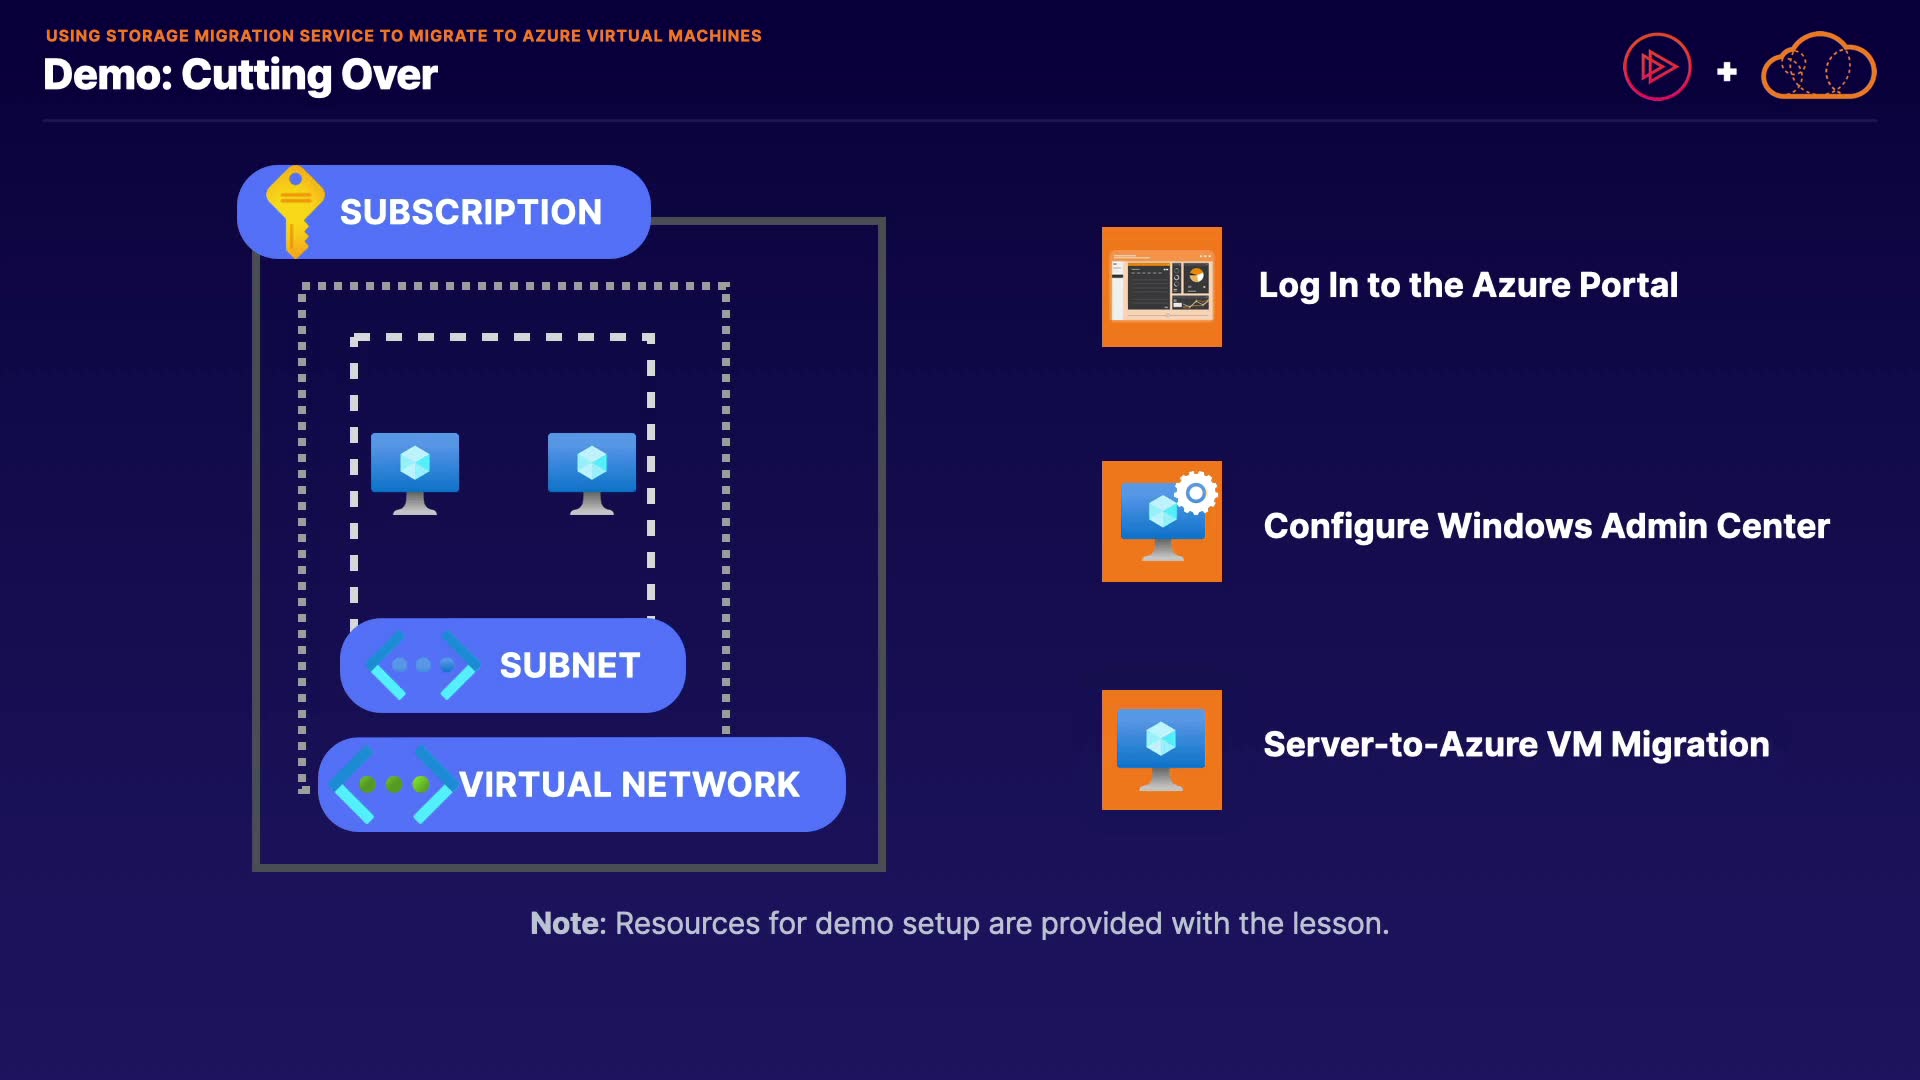 USING STORAGE MIGRATION SERVICE TO MIGRATE TO AZURE VIRTUAL MACHINES
Demo: Cutting Over
SUBSCRIPTION
SUBNET
VIRTUAL NETWORK
Log In to the Azure Portal
Configure Windows Admin Center
Server-to-Azure VM Migration
Note: Resources for demo setup are provided with the lesson.